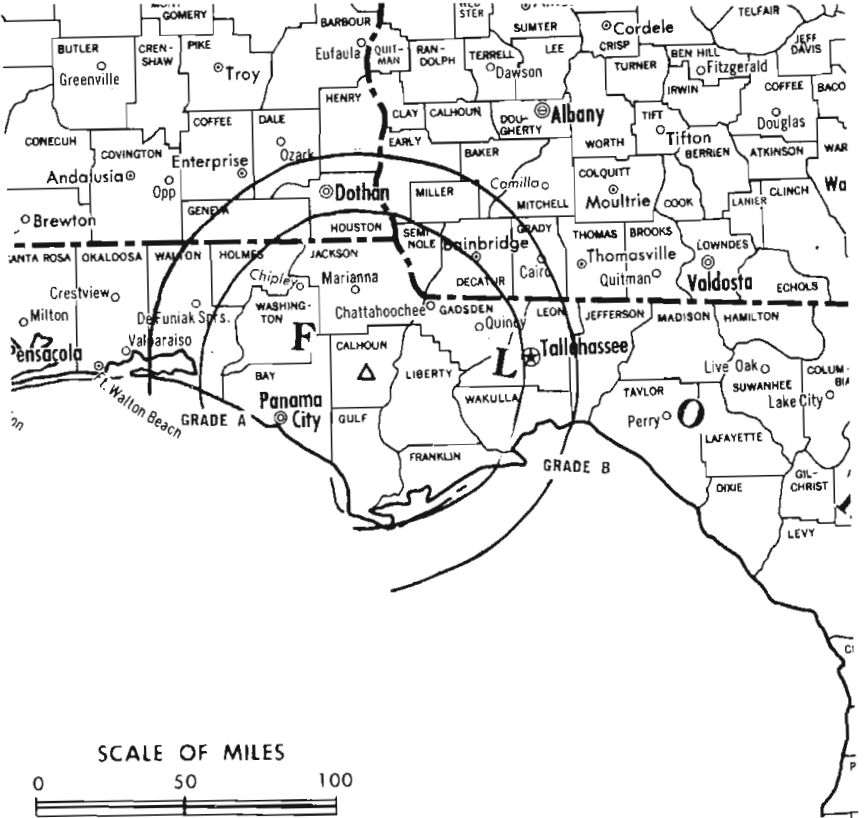 GOMERY
BARBOUR
STER
SUMTER
Cordele
CRISP
TELFAIR
BUTLER
CREN-
SHAW
PIKE
Eufaula
QUIT-
MAN
RAN-
DOLPH
TERRELL
LEE
BEN HILL
JEFF
DAVIS
Greenville
Troy
Dawson
TURNER
Fitzgerald
HENRY
IRWIN
COFFEE
BACO
COFFEE
DALE
CLAY
CALHOUN
DOU-
GHERTY
Albany
TIFT
Douglas
CONECUH
COVINGTON
Enterprise
Ozark
EARLY
BAKER
WORTH
Tifton
BERRIEN
ATKINSON
WAR
Andalusia
Opp
Dothan
MILLER
Camilla
COLQUITT
Moultrie
CLINCH
Wa
Brewton
GENEVA
MITCHELL
COOK
LANIER
HOUSTON
SEMI
NOLE
Bainbridge
GRADY
THOMAS
BROOKS
LOWNDES
ANTA ROSA
OKALOOSA
WALTON
HOLMES
JACKSON
Cairo
Thomasville
Crestview
Chipley
Marianna
DECATUR
Quitman
Valdosta
ECHOLS
Milton
DeFuniak Sprs.
WASHING-
TON
Chattahoochee
GADSDEN
LEON
JEFFERSON
MADISON
HAMILTON
Quincy
Pensacola
Valparaiso
F
CALHOUN
L
Tallahassee
LIBERTY
Live Oak
COLUM-
BIA
Ft. Walton Beach
BAY
WAKULLA
TAYLOR
SUWANHEE
Lake City
on
GRADE A
Panama
City
GULF
Perry
O
LAFAYETTE
FRANKLIN
GRADE B
DIXIE
GIL-
CHRIST
LEVY
SCALE OF MILES
0 50 100